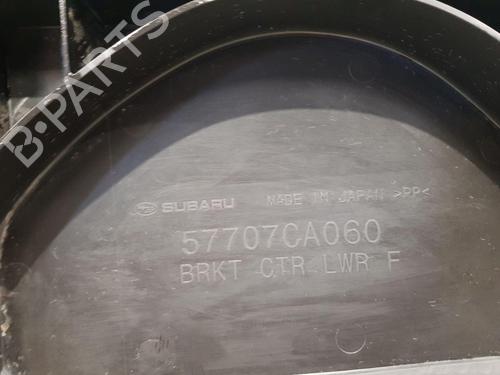 B-PARTS
SUBARU MADE IN JAPAN >PP<
57707CA060
BRKT CTR LWR F